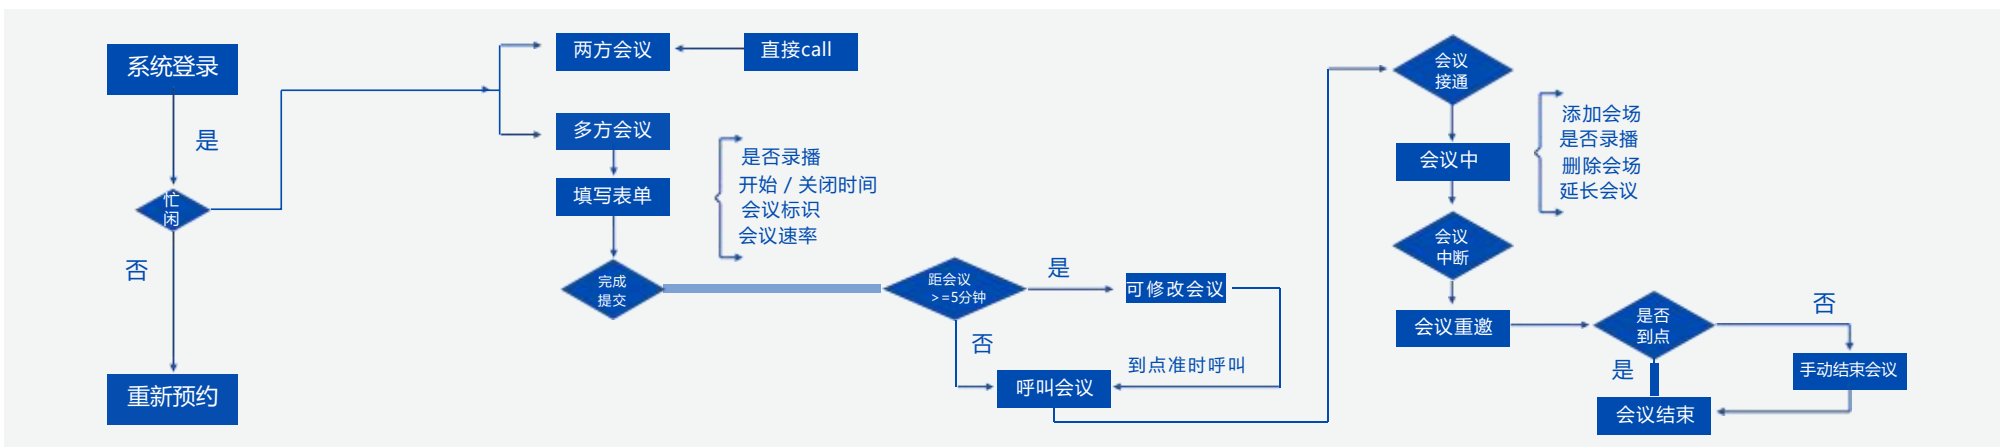 系统登录
是
忙
闲
否
重新预约
两方会议
直接call
多方会议
填写表单
完成
提交
是否录播
开始 / 关闭时间
会议标识
会议速率
距会议
>=5分钟
是
可修改会议
否
到点准时呼叫
呼叫会议
会议
接通
会议中
添加会场
是否录播
删除会场
延长会议
会议
中断
会议重邀
是否
到点
否
是
手动结束会议
会议结束